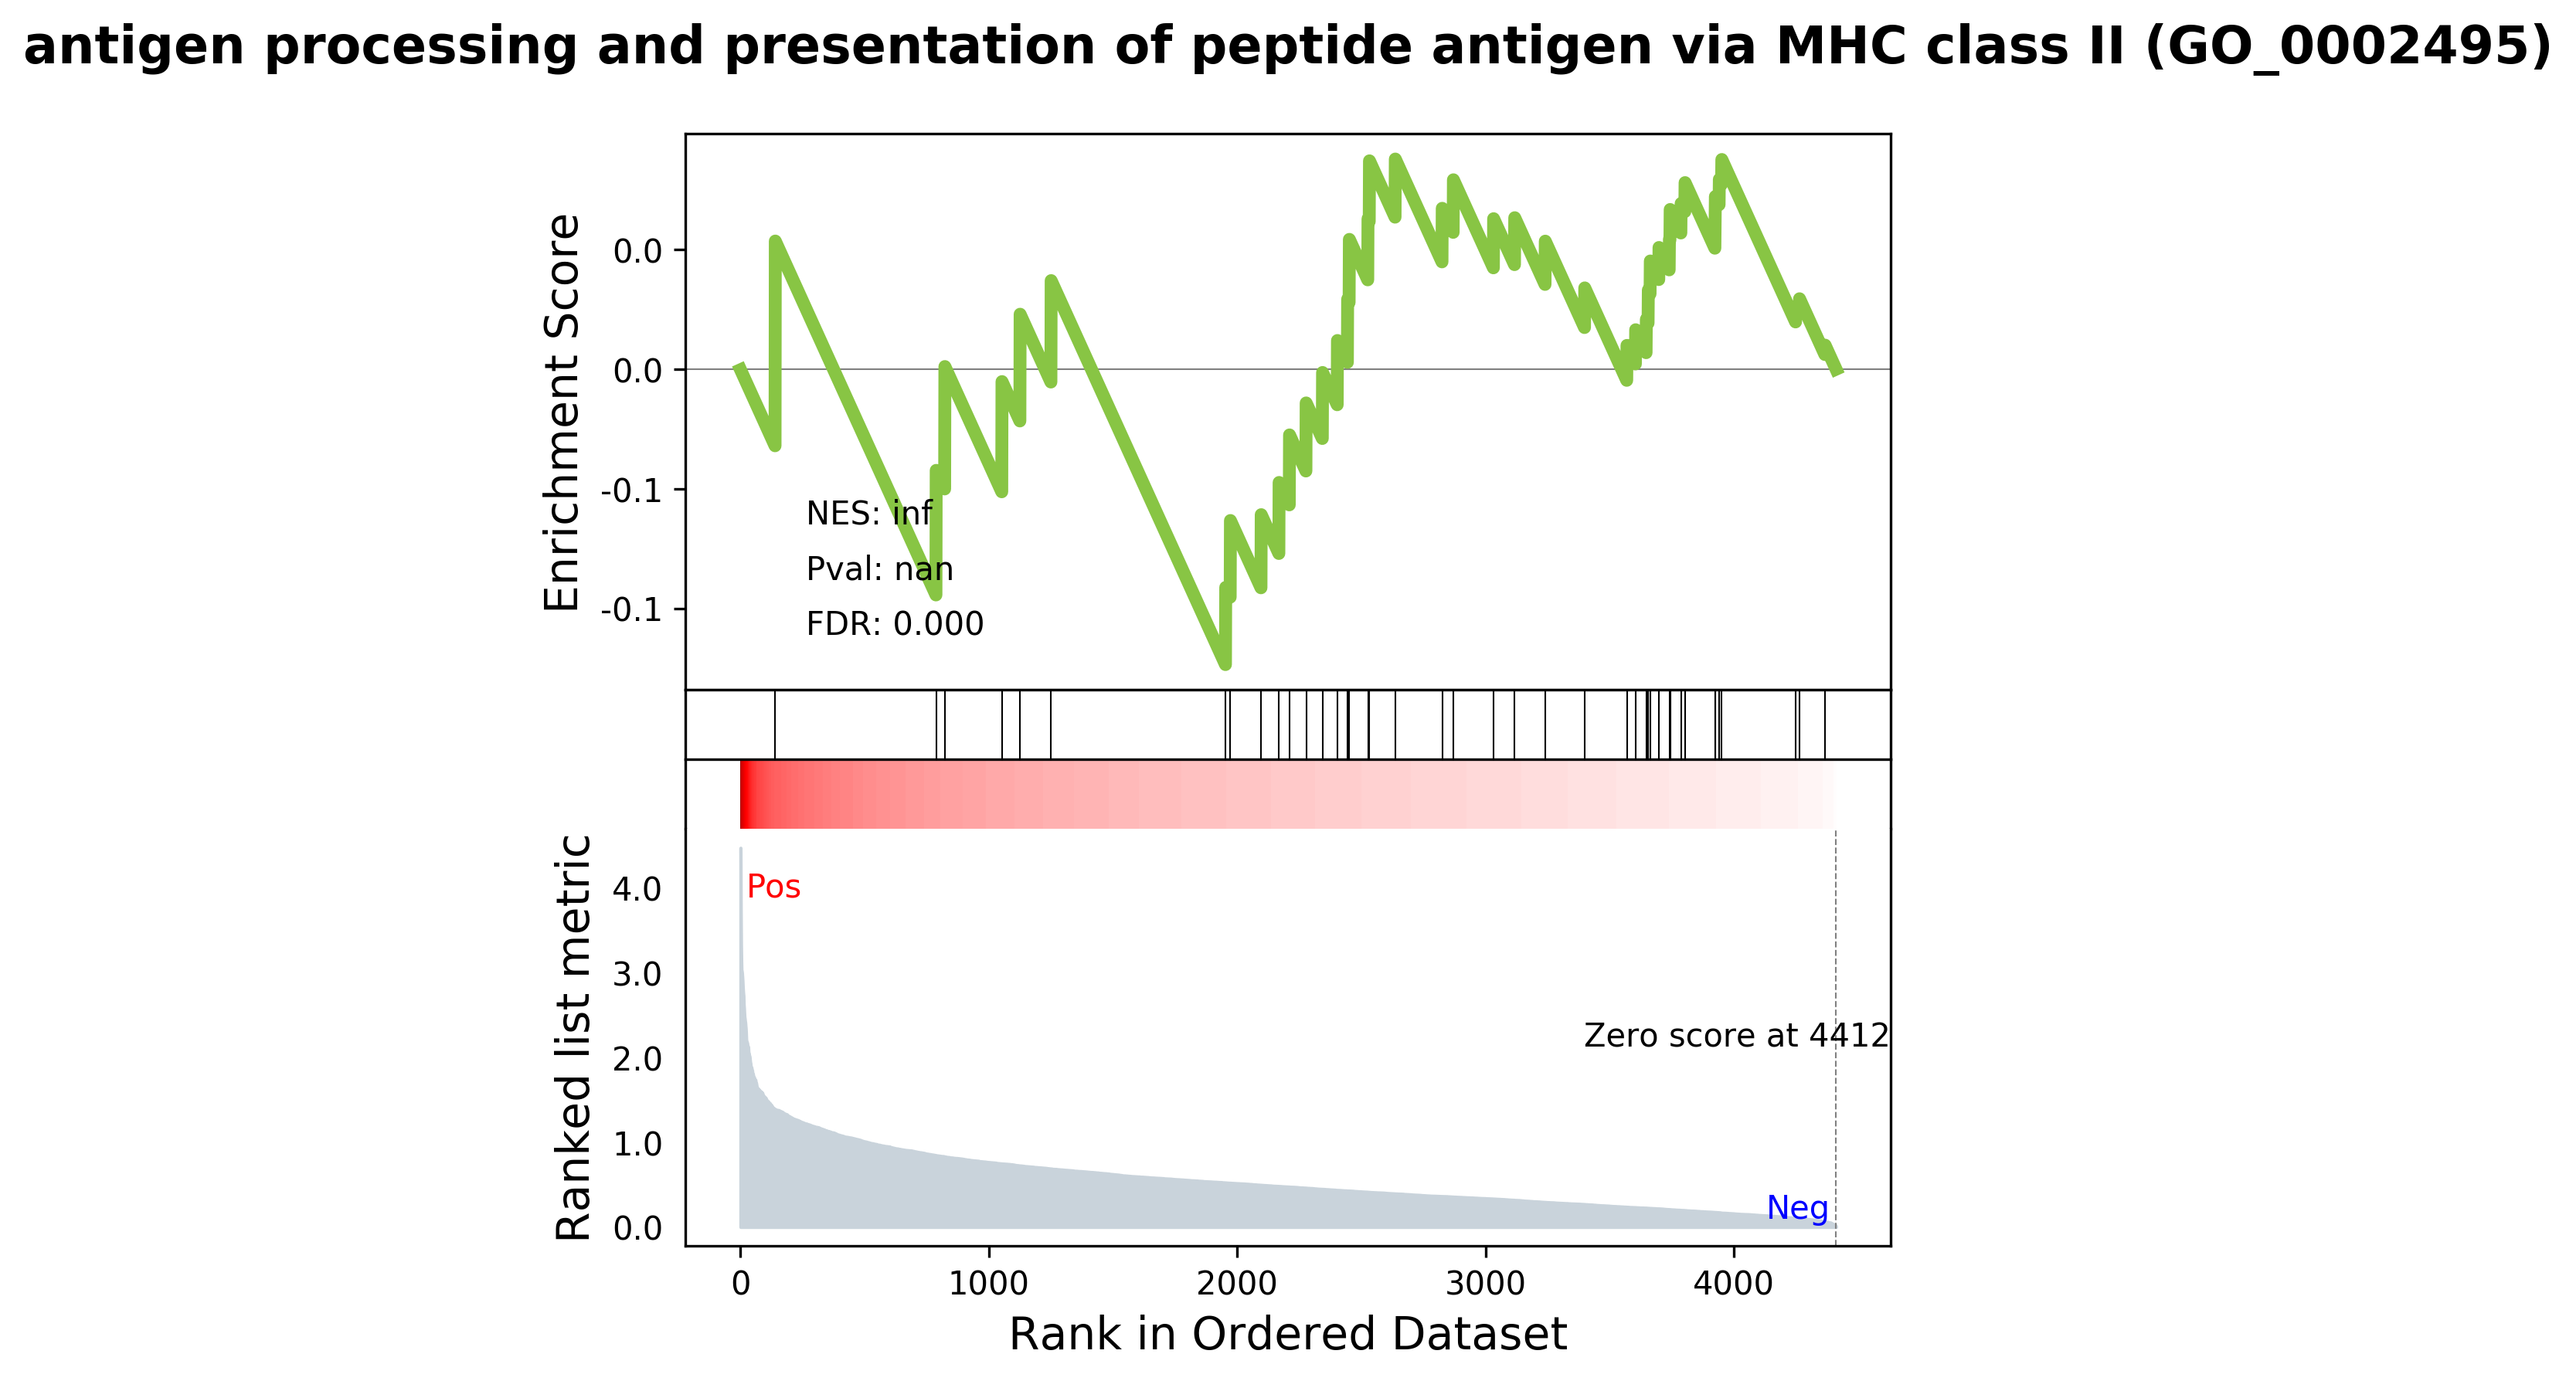 antigen processing and presentation of peptide antigen via MHC class II (GO_0002495)
Enrichment Score
0.0
0.0
-0.1
-0.1
NES: inf
Pval: nan
FDR: 0.000
Ranked list metric
4.0
3.0
2.0
1.0
0.0
Pos
Zero score at 4412
Neg
0 1000 2000 3000 4000
Rank in Ordered Dataset